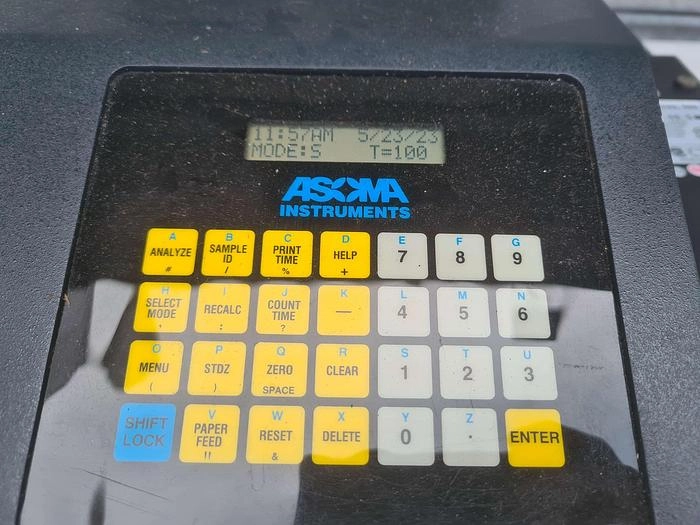 11:57AM 5/23/23
MODE:S T=100
ASOMA
INSTRUMENTS
A B C D E F G
ANALYZE SAMPLE ID PRINT TIME HELP 7 8 9
# / % +
H I J K L M N
SELECT MODE RECALC COUNT TIME — 4 5 6
' : ?
O P Q R S T U
MENU STDZ ZERO CLEAR 1 2 3
( ) SPACE
V W X Y Z
SHIFT LOCK PAPER FEED RESET DELETE 0 . ENTER
" &